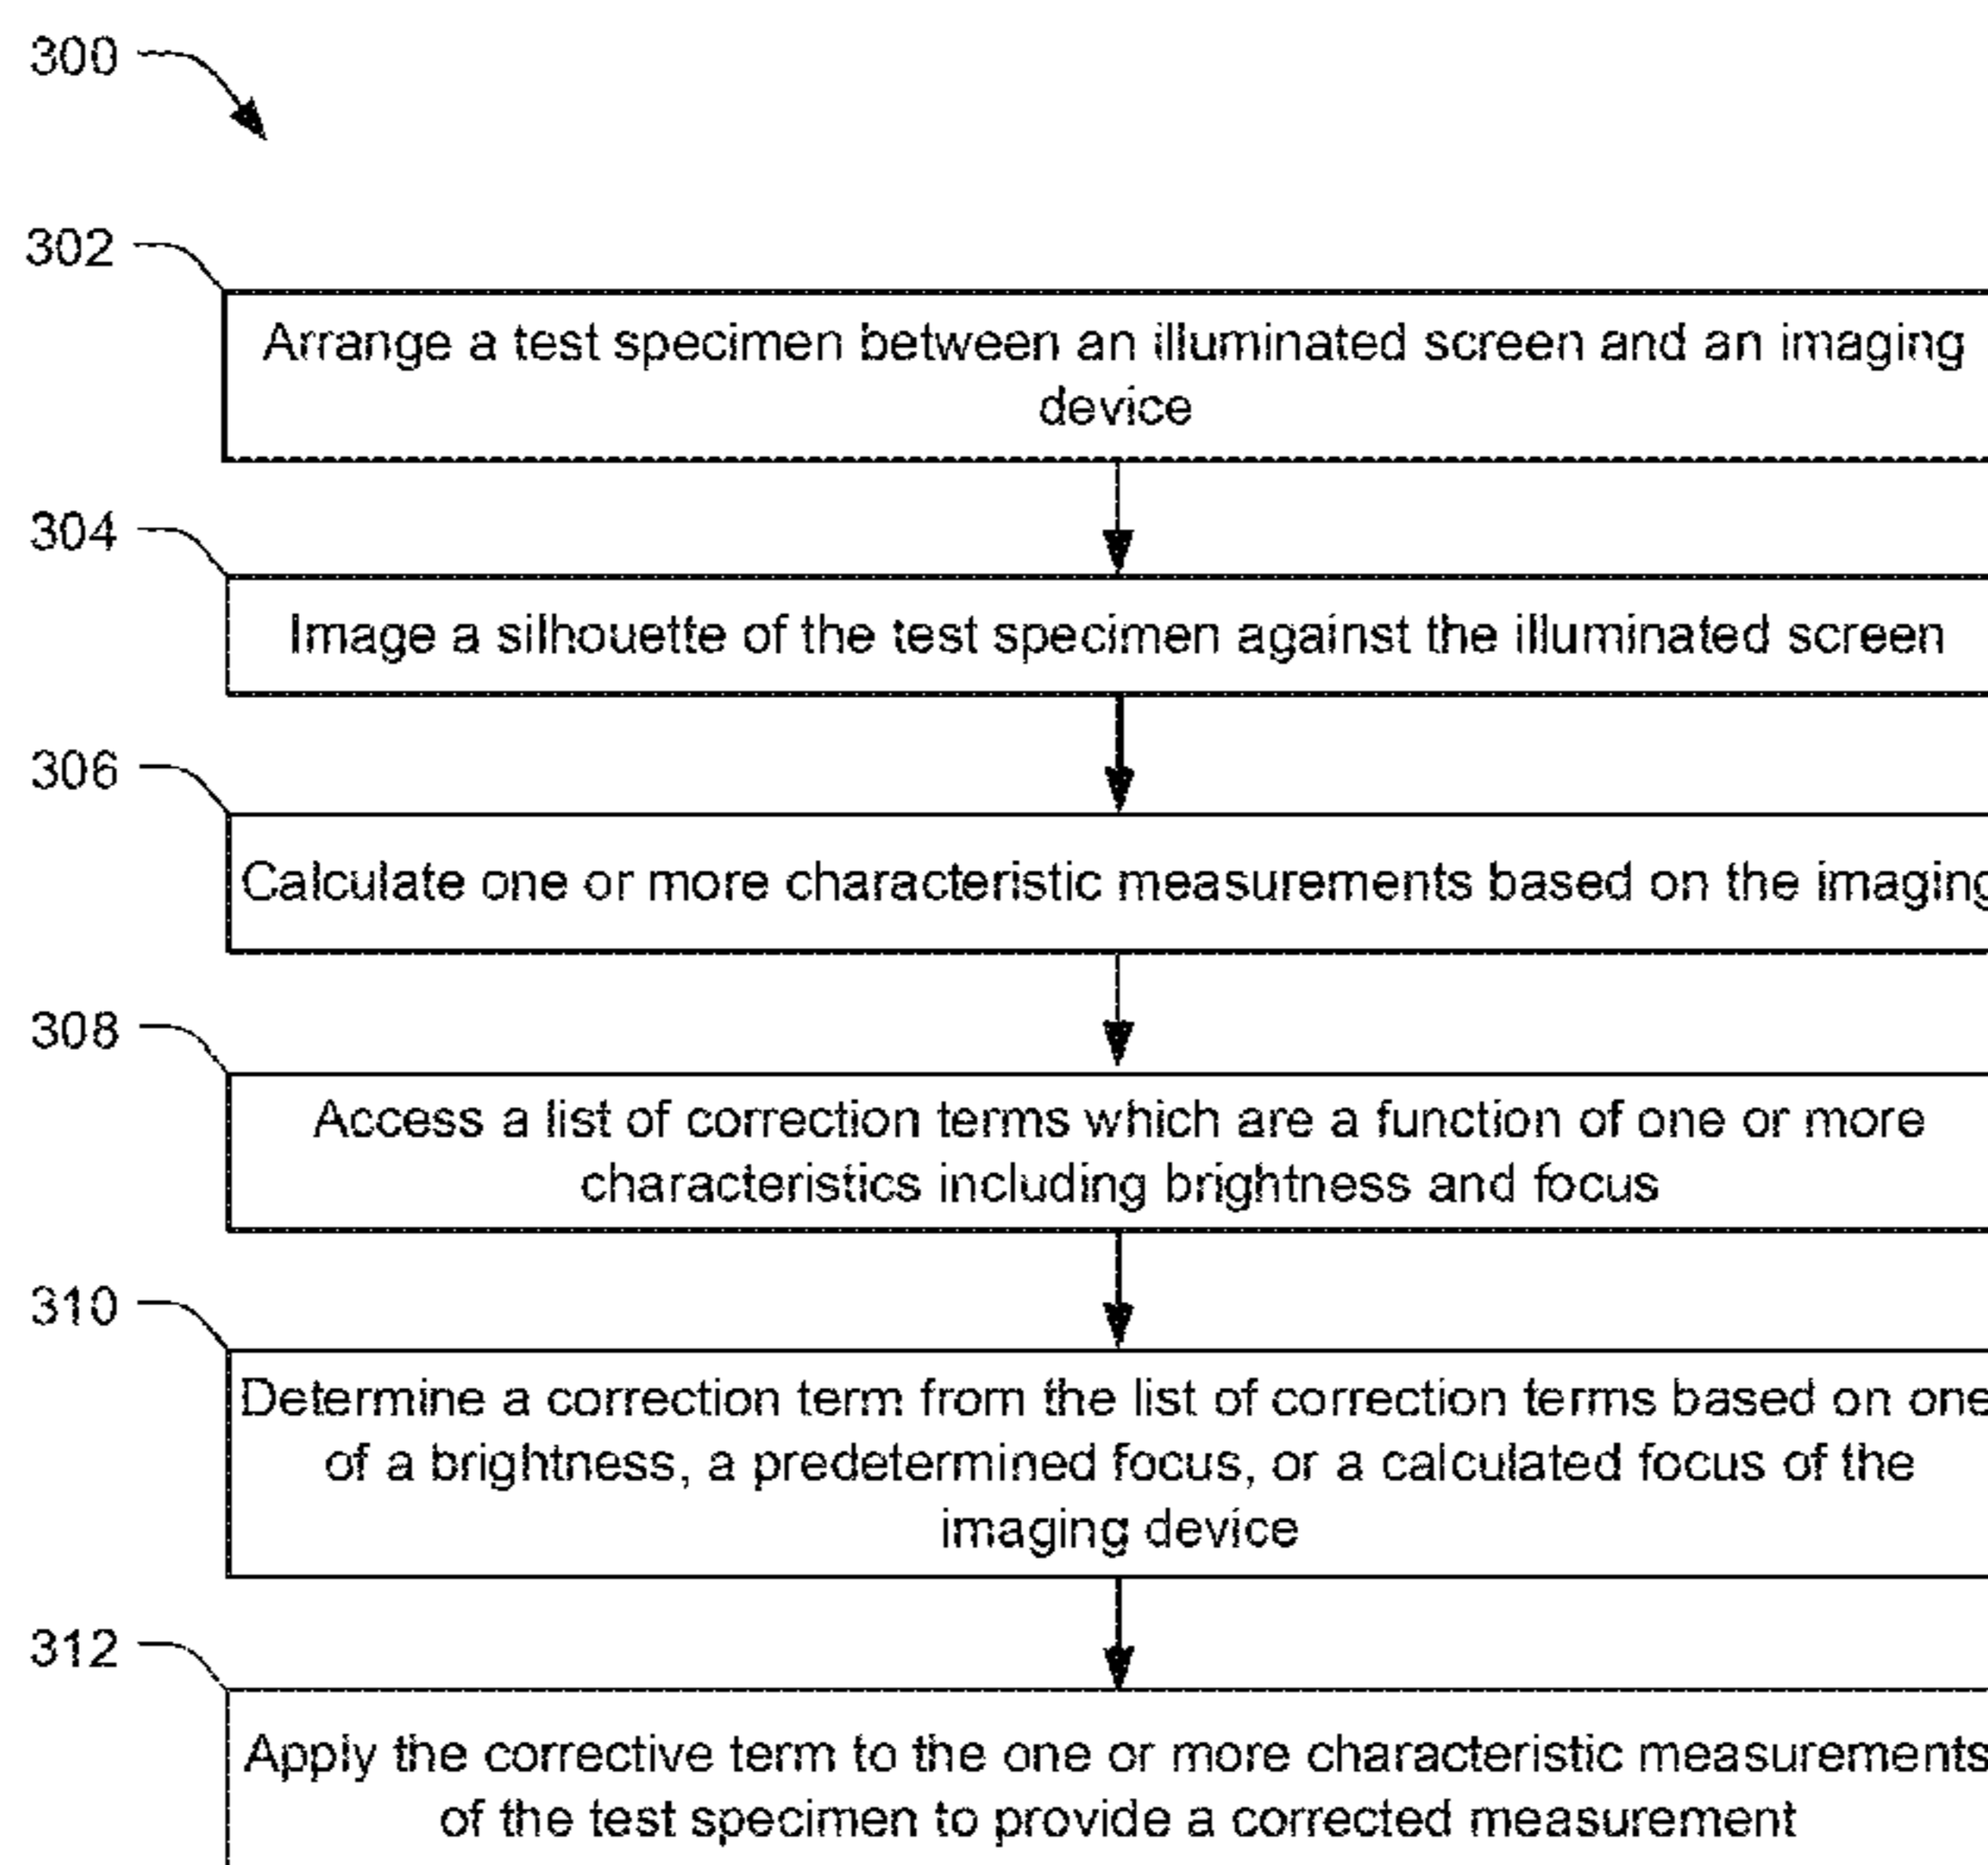 300
302
Arrange a test specimen between an illuminated screen and an imaging
device
304
Image a silhouette of the test specimen against the illuminated screen
306
Calculate one or more characteristic measurements based on the imaging
308
Access a list of correction terms which are a function of one or more
characteristics including brightness and focus
310
Determine a correction term from the list of correction terms based on one
of a brightness, a predetermined focus, or a calculated focus of the
imaging device
312
Apply the corrective term to the one or more characteristic measurements
of the test specimen to provide a corrected measurement